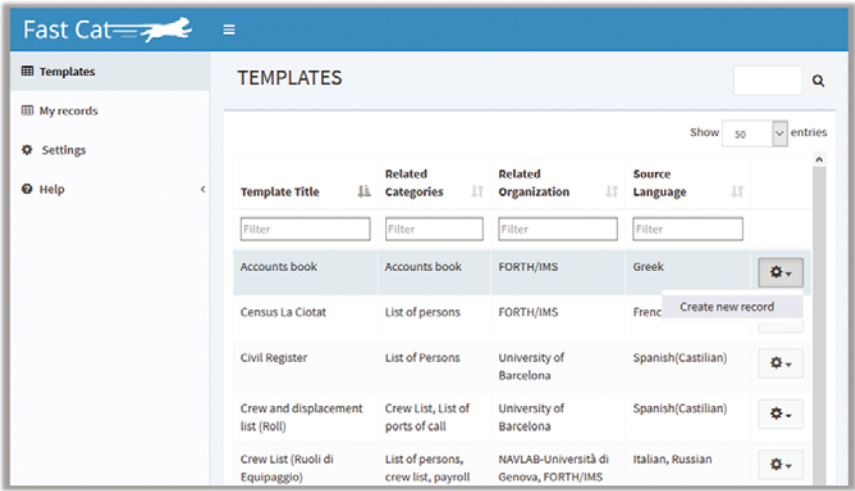 Fast Cat
Templates
My records
Settings
Help
TEMPLATES
Show 50 entries
Template Title
Related
Categories
Related
Organization
Source
Language
Filter Filter Filter Filter
Accounts book Accounts book FORTH/IMS Greek
Create new record
Census La Ciotat List of persons FORTH/IMS Frenc
Civil Register List of Persons University of Spanish(Castilian)
Barcelona
Crew and displacement Crew List, List of University of Spanish(Castilian)
list (Roll) ports of call Barcelona
Crew List (Ruoli di List of persons, NAVLAB-Università di Italian, Russian
Equipaggio) crew list, payroll Genova, FORTH/IMS